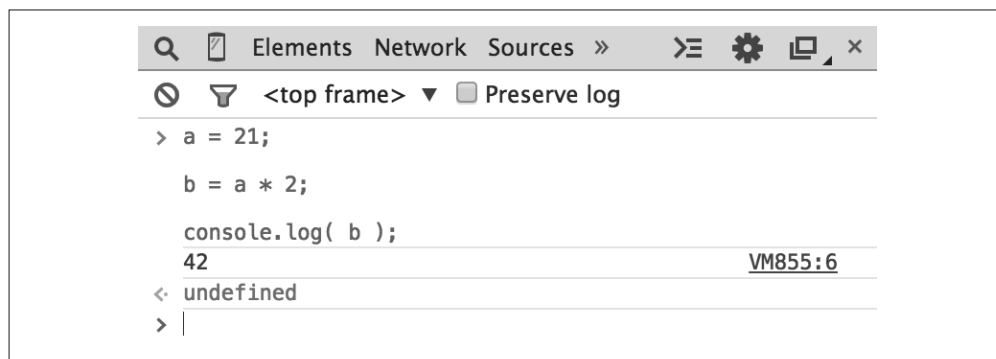 Elements Network Sources »
<top frame> ▼ Preserve log
> a = 21;
b = a * 2;
console.log( b );
42 VM855:6
<· undefined
>